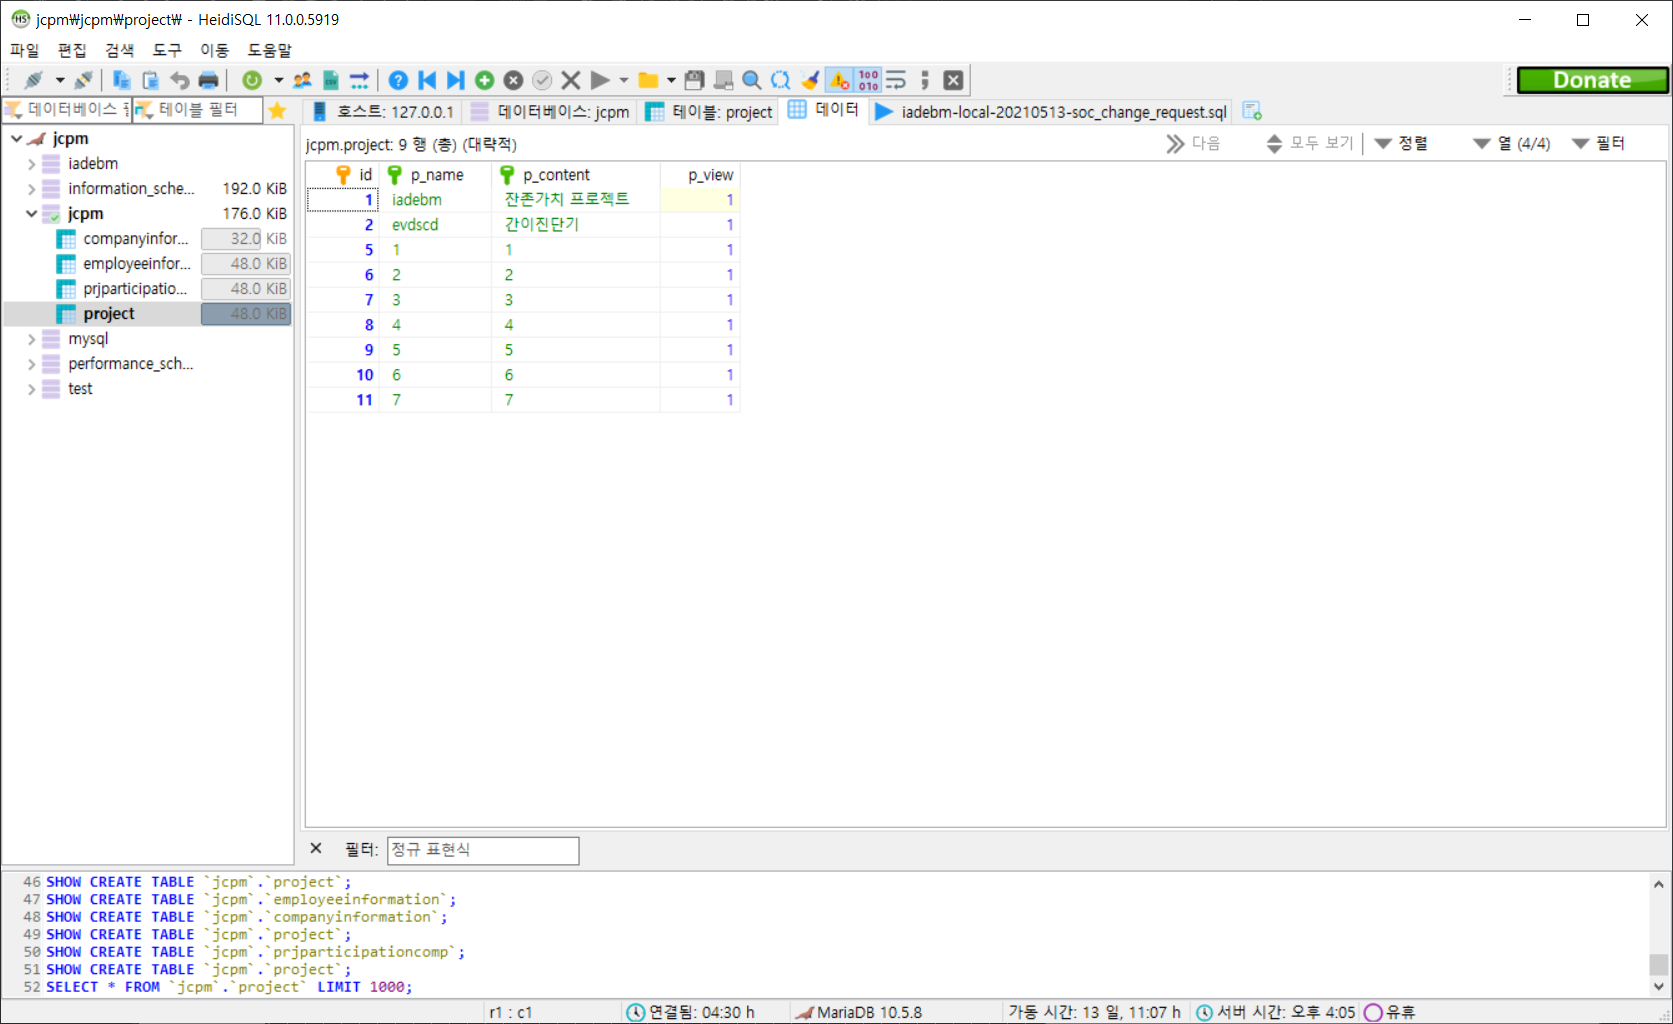 jcpm₩jcpm₩project₩ - HeidiSQL 11.0.0.5919
파일 편집 검색 도구 이동 도움말
Donate
데이터베이스 테이블 필터
호스트: 127.0.0.1 데이터베이스: jcpm 테이블: project 데이터 iadebm-local-20210513-soc_change_request.sql
jcpm
iadebm
information_sche... 192.0 KiB
jcpm 176.0 KiB
companyinfor... 32.0 KiB
employeeinfor... 48.0 KiB
prjparticipatio... 48.0 KiB
project 48.0 KiB
mysql
performance_sch...
test
jcpm.project: 9 행 (총) (대략적) 다음 모두 보기 정렬 열 (4/4) 필터
id p_name p_content p_view
1 iadebm 잔존가치 프로젝트 1
2 evdscd 간이진단기 1
5 1 1 1
6 2 2 1
7 3 3 1
8 4 4 1
9 5 5 1
10 6 6 1
11 7 7 1
필터: 정규 표현식
46 SHOW CREATE TABLE `jcpm`.`project`;
47 SHOW CREATE TABLE `jcpm`.`employeeinformation`;
48 SHOW CREATE TABLE `jcpm`.`companyinformation`;
49 SHOW CREATE TABLE `jcpm`.`project`;
50 SHOW CREATE TABLE `jcpm`.`prjparticipationcomp`;
51 SHOW CREATE TABLE `jcpm`.`project`;
52 SELECT * FROM `jcpm`.`project` LIMIT 1000;
r1 : c1 연결됨: 04:30 h MariaDB 10.5.8 가동 시간: 13 일, 11:07 h 서버 시간: 오후 4:05 유휴